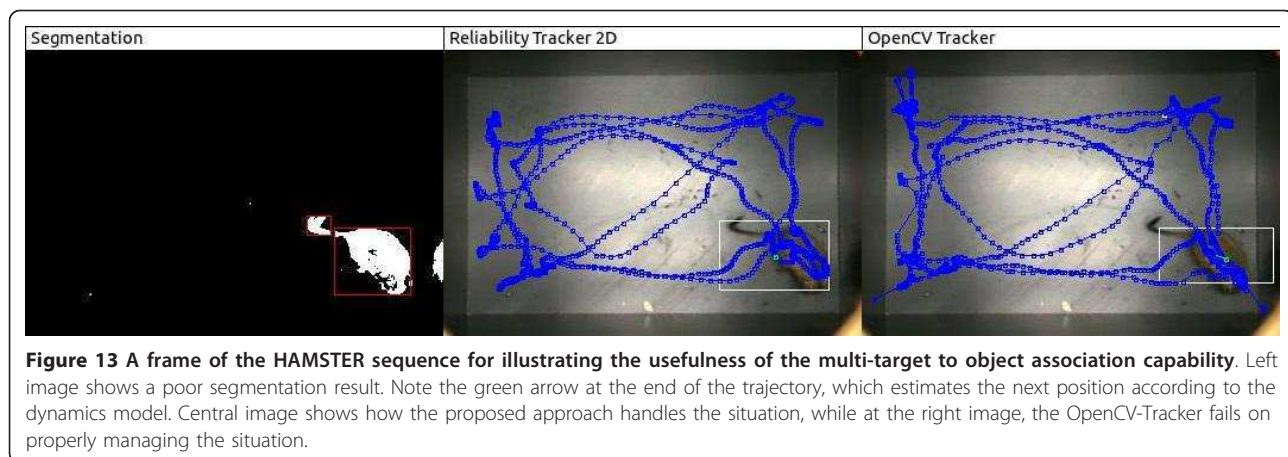 Segmentation
Reliability Tracker 2D
OpenCV Tracker
Figure 13 A frame of the HAMSTER sequence for illustrating the usefulness of the multi-target to object association capability. Left
image shows a poor segmentation result. Note the green arrow at the end of the trajectory, which estimates the next position according to the
dynamics model. Central image shows how the proposed approach handles the situation, while at the right image, the OpenCV-Tracker fails on
properly managing the situation.